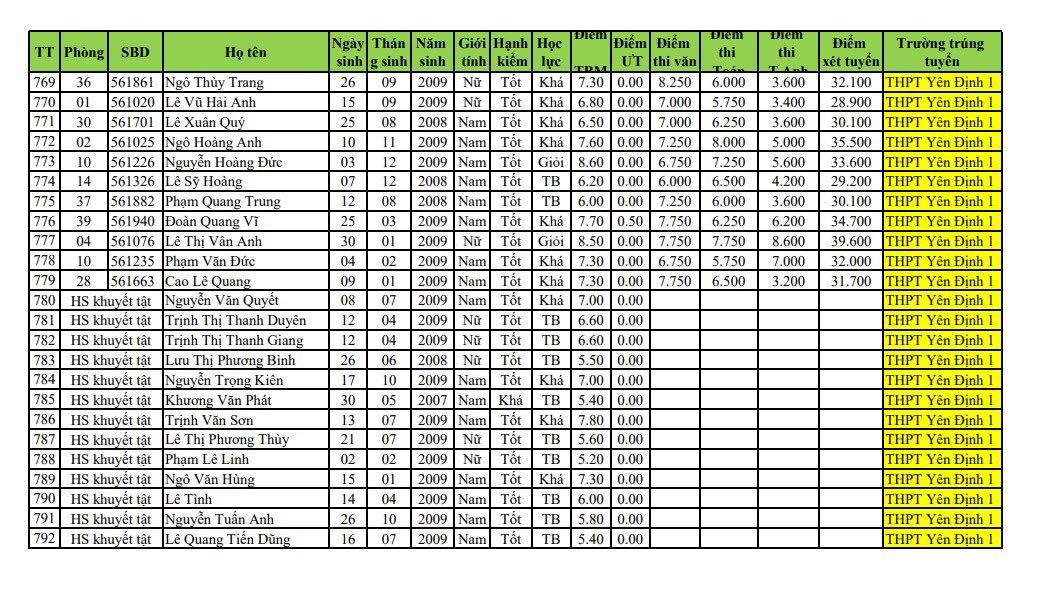 TT Phòng SBD Họ tên Ngày sinh Thán g sinh Năm sinh Giới tính Hạnh kiểm Học lực Điểm TBM Điểm ƯT Điểm thi văn Điểm thi Toán Điểm thi T.Anh Điểm xét tuyển Trường trúng tuyển
769 36 561861 Ngô Thùy Trang 26 09 2009 Nữ Tốt Khá 7.30 0.00 8.250 6.000 3.600 32.100 THPT Yên Định 1
770 01 561020 Lê Vũ Hải Anh 15 09 2009 Nữ Tốt Khá 6.80 0.00 7.000 5.750 3.400 28.900 THPT Yên Định 1
771 30 561701 Lê Xuân Quý 25 08 2008 Nam Tốt Khá 6.50 0.00 7.000 6.250 3.600 30.100 THPT Yên Định 1
772 02 561025 Ngô Hoàng Anh 10 11 2009 Nam Tốt Khá 7.60 0.00 7.250 8.000 5.000 35.500 THPT Yên Định 1
773 10 561226 Nguyễn Hoàng Đức 03 12 2009 Nam Tốt Giỏi 8.60 0.00 6.750 7.250 5.600 33.600 THPT Yên Định 1
774 14 561326 Lê Sỹ Hoàng 07 12 2008 Nam Tốt TB 6.20 0.00 6.000 6.500 4.200 29.200 THPT Yên Định 1
775 37 561882 Phạm Quang Trung 12 08 2008 Nam Tốt TB 6.00 0.00 7.250 6.000 3.600 30.100 THPT Yên Định 1
776 39 561940 Đoàn Quang Vĩ 25 03 2009 Nam Tốt Khá 7.70 0.50 7.750 6.250 6.200 34.700 THPT Yên Định 1
777 04 561076 Lê Thị Vân Anh 30 01 2009 Nữ Tốt Giỏi 8.50 0.00 7.750 7.750 8.600 39.600 THPT Yên Định 1
778 10 561235 Phạm Văn Đức 04 02 2009 Nam Tốt Khá 7.30 0.00 6.750 5.750 7.000 32.000 THPT Yên Định 1
779 28 561663 Cao Lê Quang 09 01 2009 Nam Tốt Khá 7.30 0.00 7.750 6.500 3.200 31.700 THPT Yên Định 1
780 HS khuyết tật Nguyễn Văn Quyết 08 07 2009 Nam Tốt Khá 7.00 0.00 THPT Yên Định 1
781 HS khuyết tật Trịnh Thị Thanh Duyên 12 04 2009 Nữ Tốt TB 6.60 0.00 THPT Yên Định 1
782 HS khuyết tật Trịnh Thị Thanh Giang 12 04 2009 Nữ Tốt TB 6.60 0.00 THPT Yên Định 1
783 HS khuyết tật Lưu Thị Phương Bình 26 06 2008 Nữ Tốt TB 5.50 0.00 THPT Yên Định 1
784 HS khuyết tật Nguyễn Trọng Kiên 17 10 2009 Nam Tốt Khá 7.00 0.00 THPT Yên Định 1
785 HS khuyết tật Khương Văn Phát 30 05 2007 Nam Khá TB 5.40 0.00 THPT Yên Định 1
786 HS khuyết tật Trịnh Văn Sơn 13 07 2009 Nam Tốt Khá 7.80 0.00 THPT Yên Định 1
787 HS khuyết tật Lê Thị Phương Thùy 21 07 2009 Nữ Tốt TB 5.60 0.00 THPT Yên Định 1
788 HS khuyết tật Phạm Lê Linh 02 02 2009 Nữ Tốt TB 5.20 0.00 THPT Yên Định 1
789 HS khuyết tật Ngô Văn Hùng 15 01 2009 Nam Tốt Khá 7.30 0.00 THPT Yên Định 1
790 HS khuyết tật Lê Tình 14 04 2009 Nam Tốt TB 6.00 0.00 THPT Yên Định 1
791 HS khuyết tật Nguyễn Tuấn Anh 26 10 2009 Nam Tốt TB 5.80 0.00 THPT Yên Định 1
792 HS khuyết tật Lê Quang Tiến Dũng 16 07 2009 Nam Tốt TB 5.40 0.00 THPT Yên Định 1